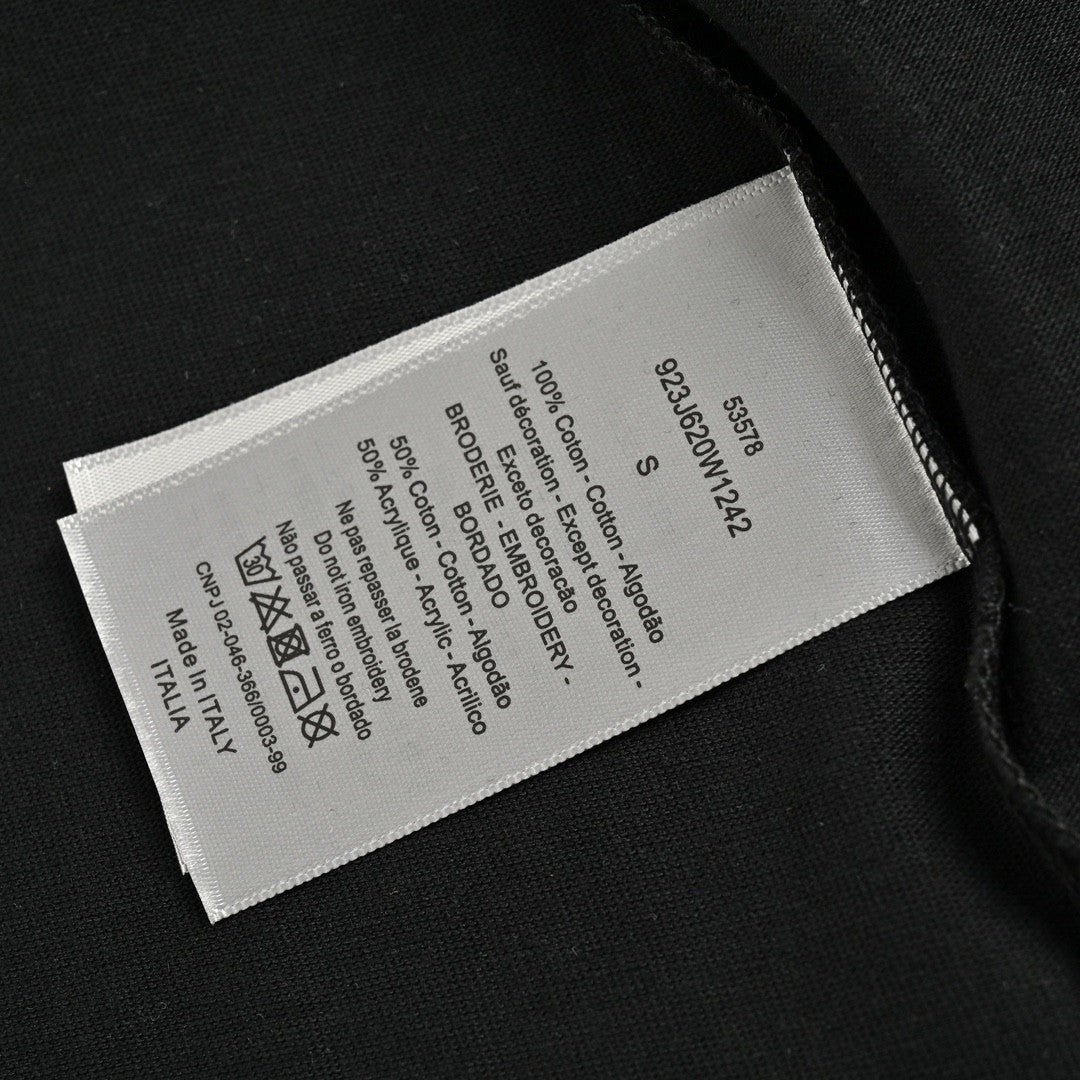 53578
923J620W1242
S
100% Coton - Cotton - Algodão
Sauf décoration - Except decoration -
Exceto decoracão
BRODERIE - EMBROIDERY -
BORDADO
50% Coton - Cotton - Algodão
50% Acrylique - Acrylic - Acrílico
Ne pas repasser la brodene
Do not iron embroidery
Não passar a ferro o bordado
30
CNPJ 02-046-366/0003-99
Made In ITALY
ITALIA